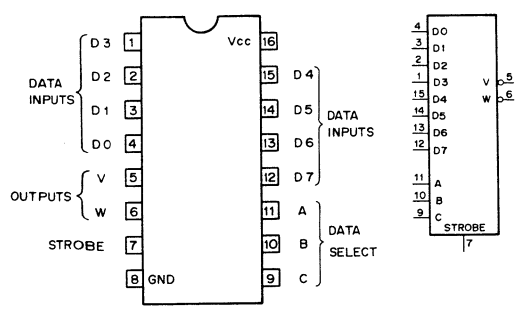 D3 1 Vcc 16
D2 2 15 D4
DATA INPUTS
D1 3 14 D5
DATA INPUTS
D0 4 13 D6
V 5 12 D7
OUTPUTS
W 6 11 A
STROBE 7 10 B
DATA SELECT
8 GND 9 C
4 D0
3 D1
2 D2
1 D3 V 5
15 D4 W 6
14 D5
13 D6
12 D7
11 A
10 B
9 C
STROBE
7